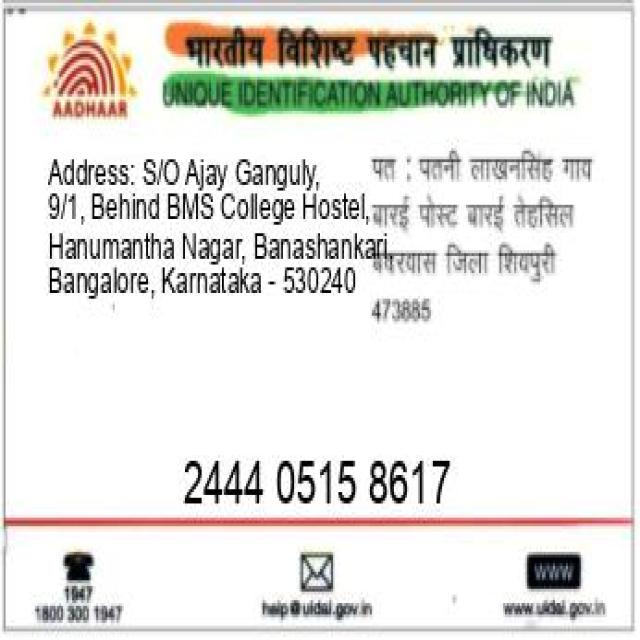 भारतीय विशिष्ट पहचान प्राधिकरण
UNIQUE IDENTIFICATION AUTHORITY OF INDIA
AADHAAR
Address: S/O Ajay Ganguly,
9/1, Behind BMS College Hostel,
Hanumantha Nagar, Banashankari,
Bangalore, Karnataka - 530240
पत : पतनी लाखनसिंह गाव
बारई पोस्ट बारई तेहसिल
जिला शिवपुरी
473885
2444 0515 8617
1947
1800 300 1947
help@uidai.gov.in
WWW
www.uidai.gov.in